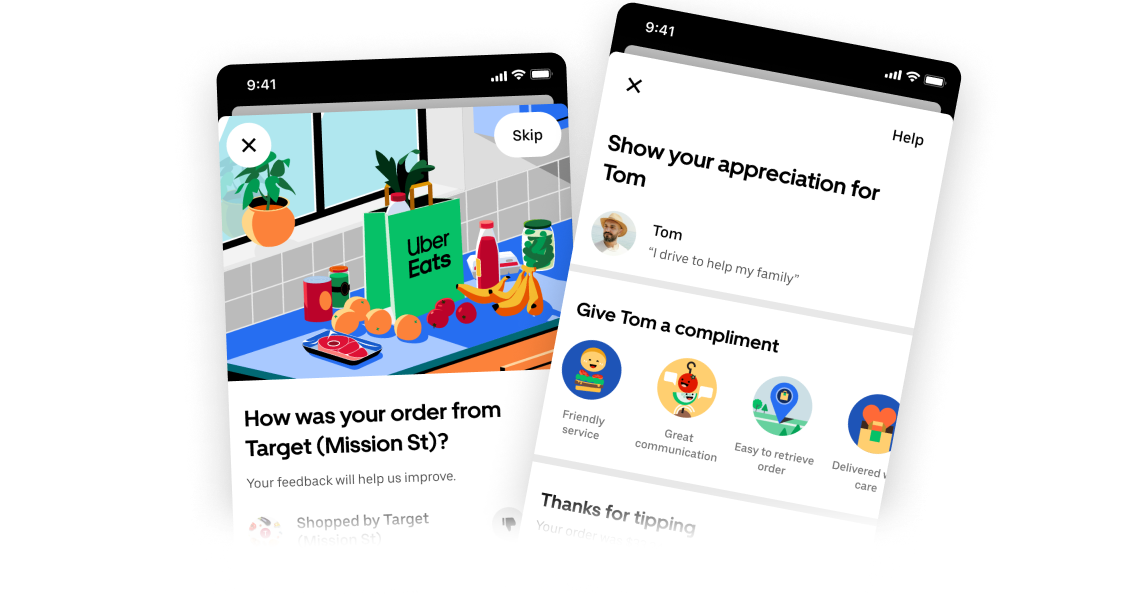 9:41
Skip
Uber
Eats
How was your order from
Target (Mission St)?
Your feedback will help us improve.
Shopped by Target
(Mission St)
9:41
Help
Show your appreciation for
Tom
Tom
“I drive to help my family”
Give Tom a compliment
Friendly
service
Great
communication
Easy to retrieve
order
Delivered
care
Thanks for tipping
Your order was